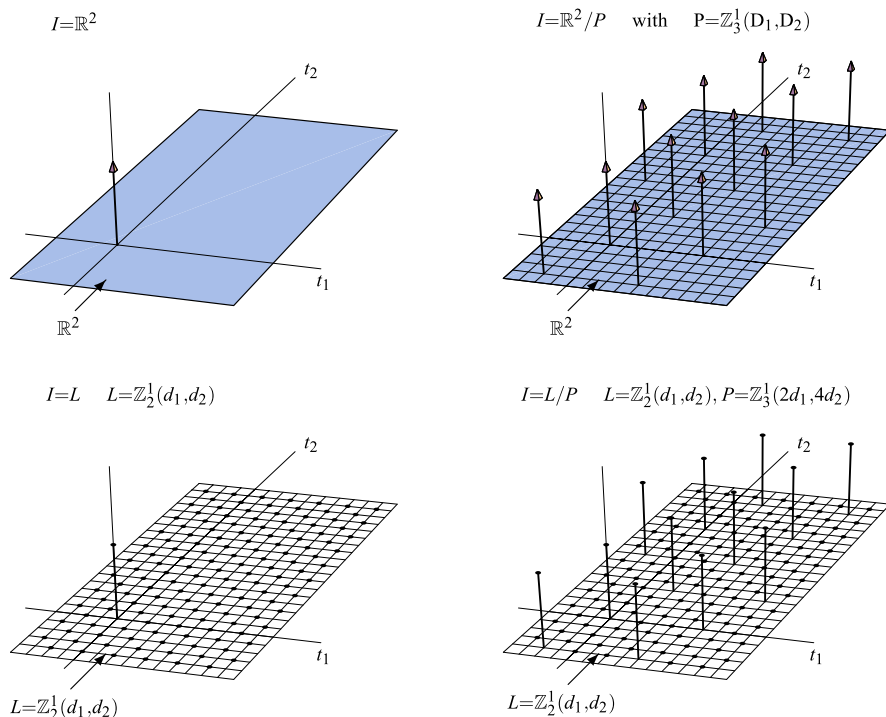 I=ℝ²
I=ℝ²/P with P=ℤ₃¹(D₁,D₂)
t₂
t₂
t₁
t₁
ℝ²
ℝ²
I=L L=ℤ₂¹(d₁,d₂)
I=L/P L=ℤ₂¹(d₁,d₂), P=ℤ₃¹(2d₁,4d₂)
t₂
t₂
t₁
t₁
L=ℤ₂¹(d₁,d₂)
L=ℤ₂¹(d₁,d₂)